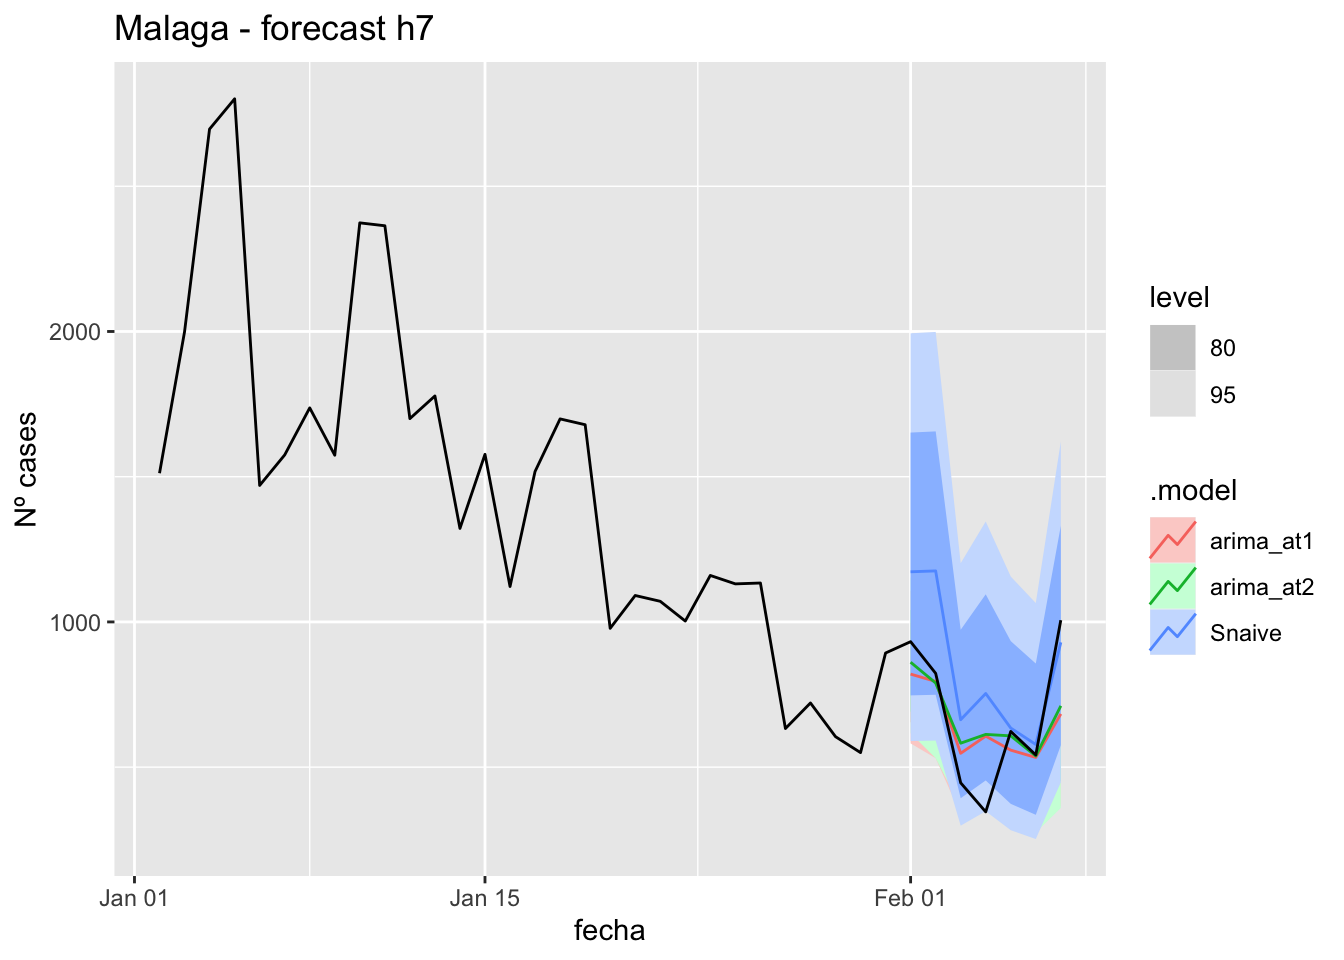 Malaga - forecast h7
Nº cases
2000
1000
Jan 01
Jan 15
Feb 01
fecha
level
80
95
.model
arima_at1
arima_at2
Snaive